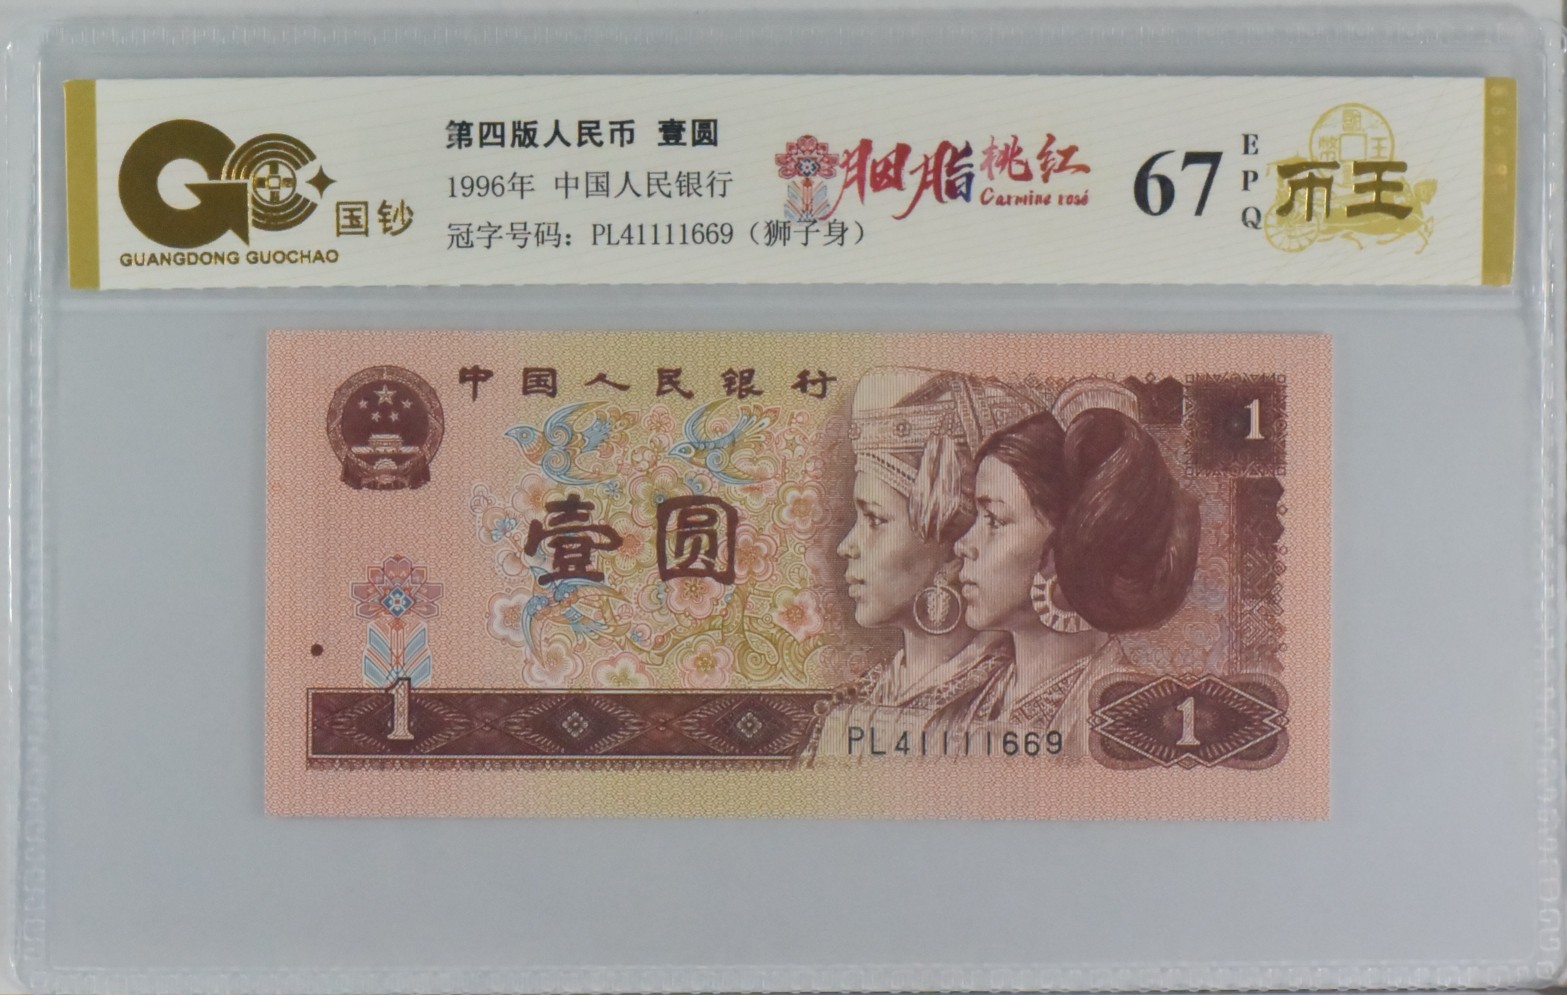 第四版人民币 壹圆
1996年 中国人民银行
冠字号码：PL41111669（狮子身）
国钞
GUANGDONG GUOCHAO
胭脂桃红
Carmine rosé
67
EPQ
币王
中国人民银行
1
壹圆
1
PL41111669
1